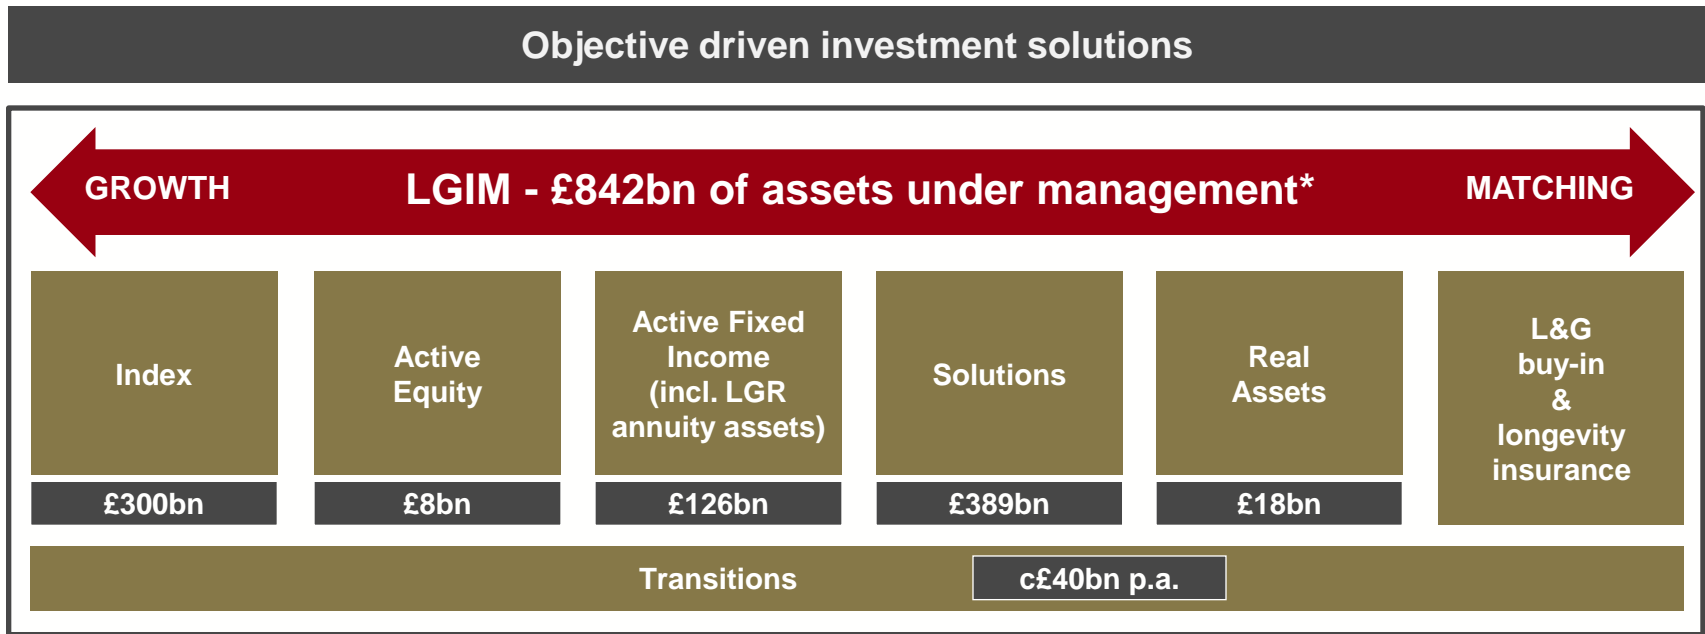 Objective driven investment solutions
GROWTH
LGIM - £842bn of assets under management*
MATCHING
Index
£300bn
Active
Equity
£8bn
Active Fixed
Income
(incl. LGR
annuity assets)
£126bn
Solutions
£389bn
Real
Assets
£18bn
L&G
buy-in
&
longevity
insurance
Transitions
c£40bn p.a.